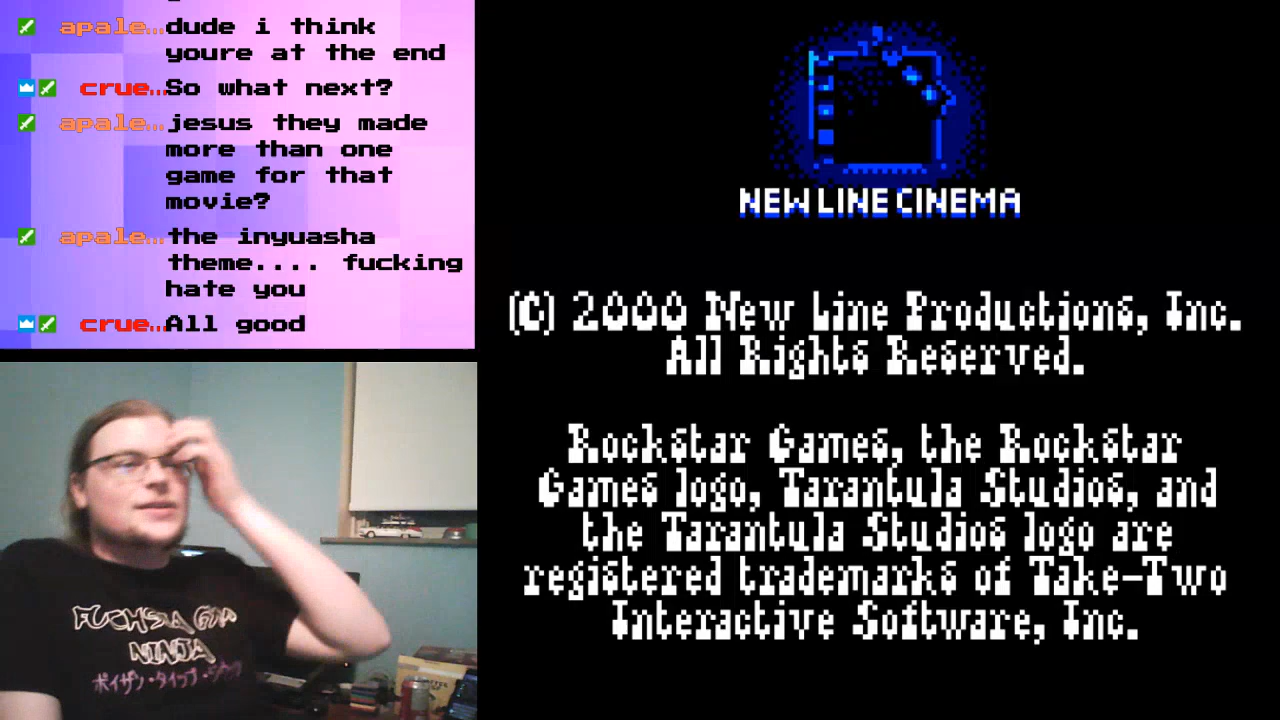 apale...dude i think
youre at the end
crue...So what next?
apale...jesus they made
more than one
game for that
movie?
apale...the inyuasha
theme.... fucking
hate you
crue...All good
NEW LINE CINEMA
(C) 2000 New Line Productions, Inc.
All Rights Reserved.
Rockstar Games, the Rockstar
Games logo, Tarantula Studios, and
the Tarantula Studios logo are
registered trademarks of Take-Two
Interactive Software, Inc.
FUCHSIA
NINJA